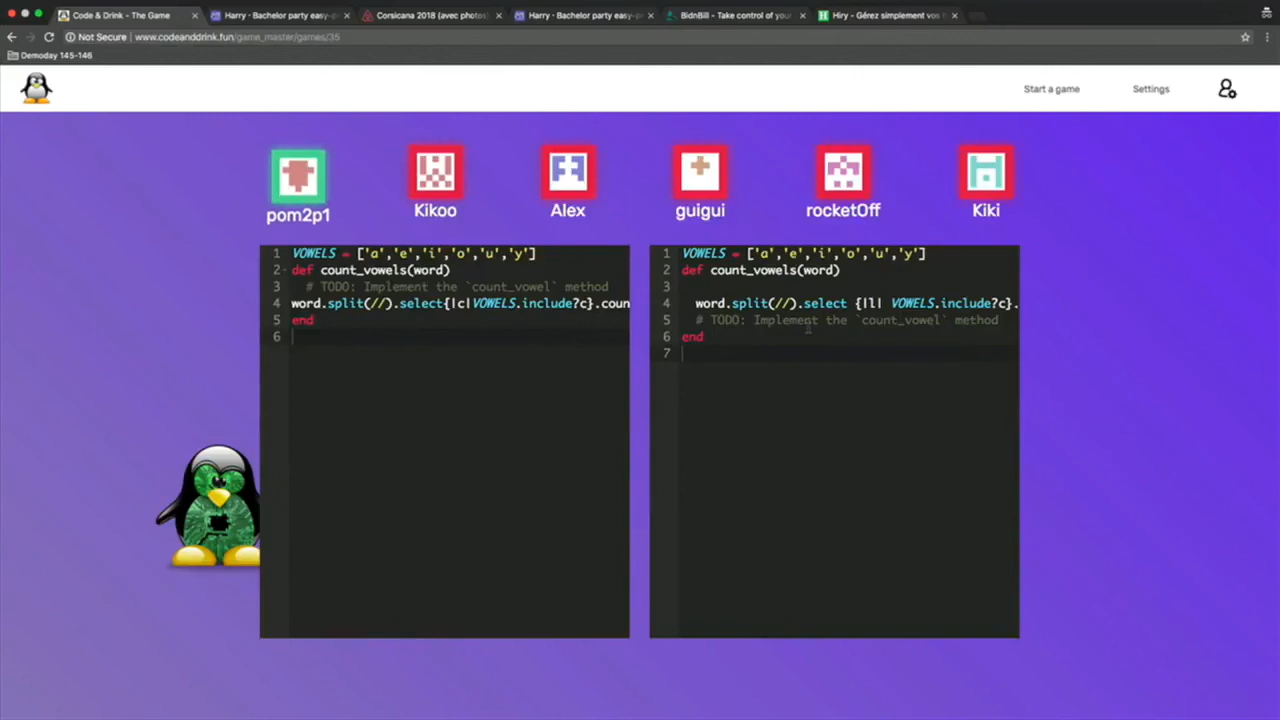 Code & Drink - The Game
Harry - Bachelor party easy-p
Corsicana 2018 (avec photos)
Harry - Bachelor party easy-p
BidnBill - Take control of your
Hiry - Gérez simplement vos
Not Secure | www.codeanddrink.fun/game_master/games/35
Demoday 145-146
Start a game
Settings
pom2p1
Kikoo
Alex
guigui
rocketOff
Kiki
1 VOWELS = ['a','e','i','o','u','y']
2 def count_vowels(word)
3 # TODO: Implement the `count_vowel` method
4 word.split(//).select{|c|VOWELS.include?c}.coun
5 end
6
1 VOWELS = ['a','e','i','o','u','y']
2 def count_vowels(word)
3
4 word.split(//).select {|l| VOWELS.include?c}.
5 # TODO: Implement the `count_vowel` method
6 end
7